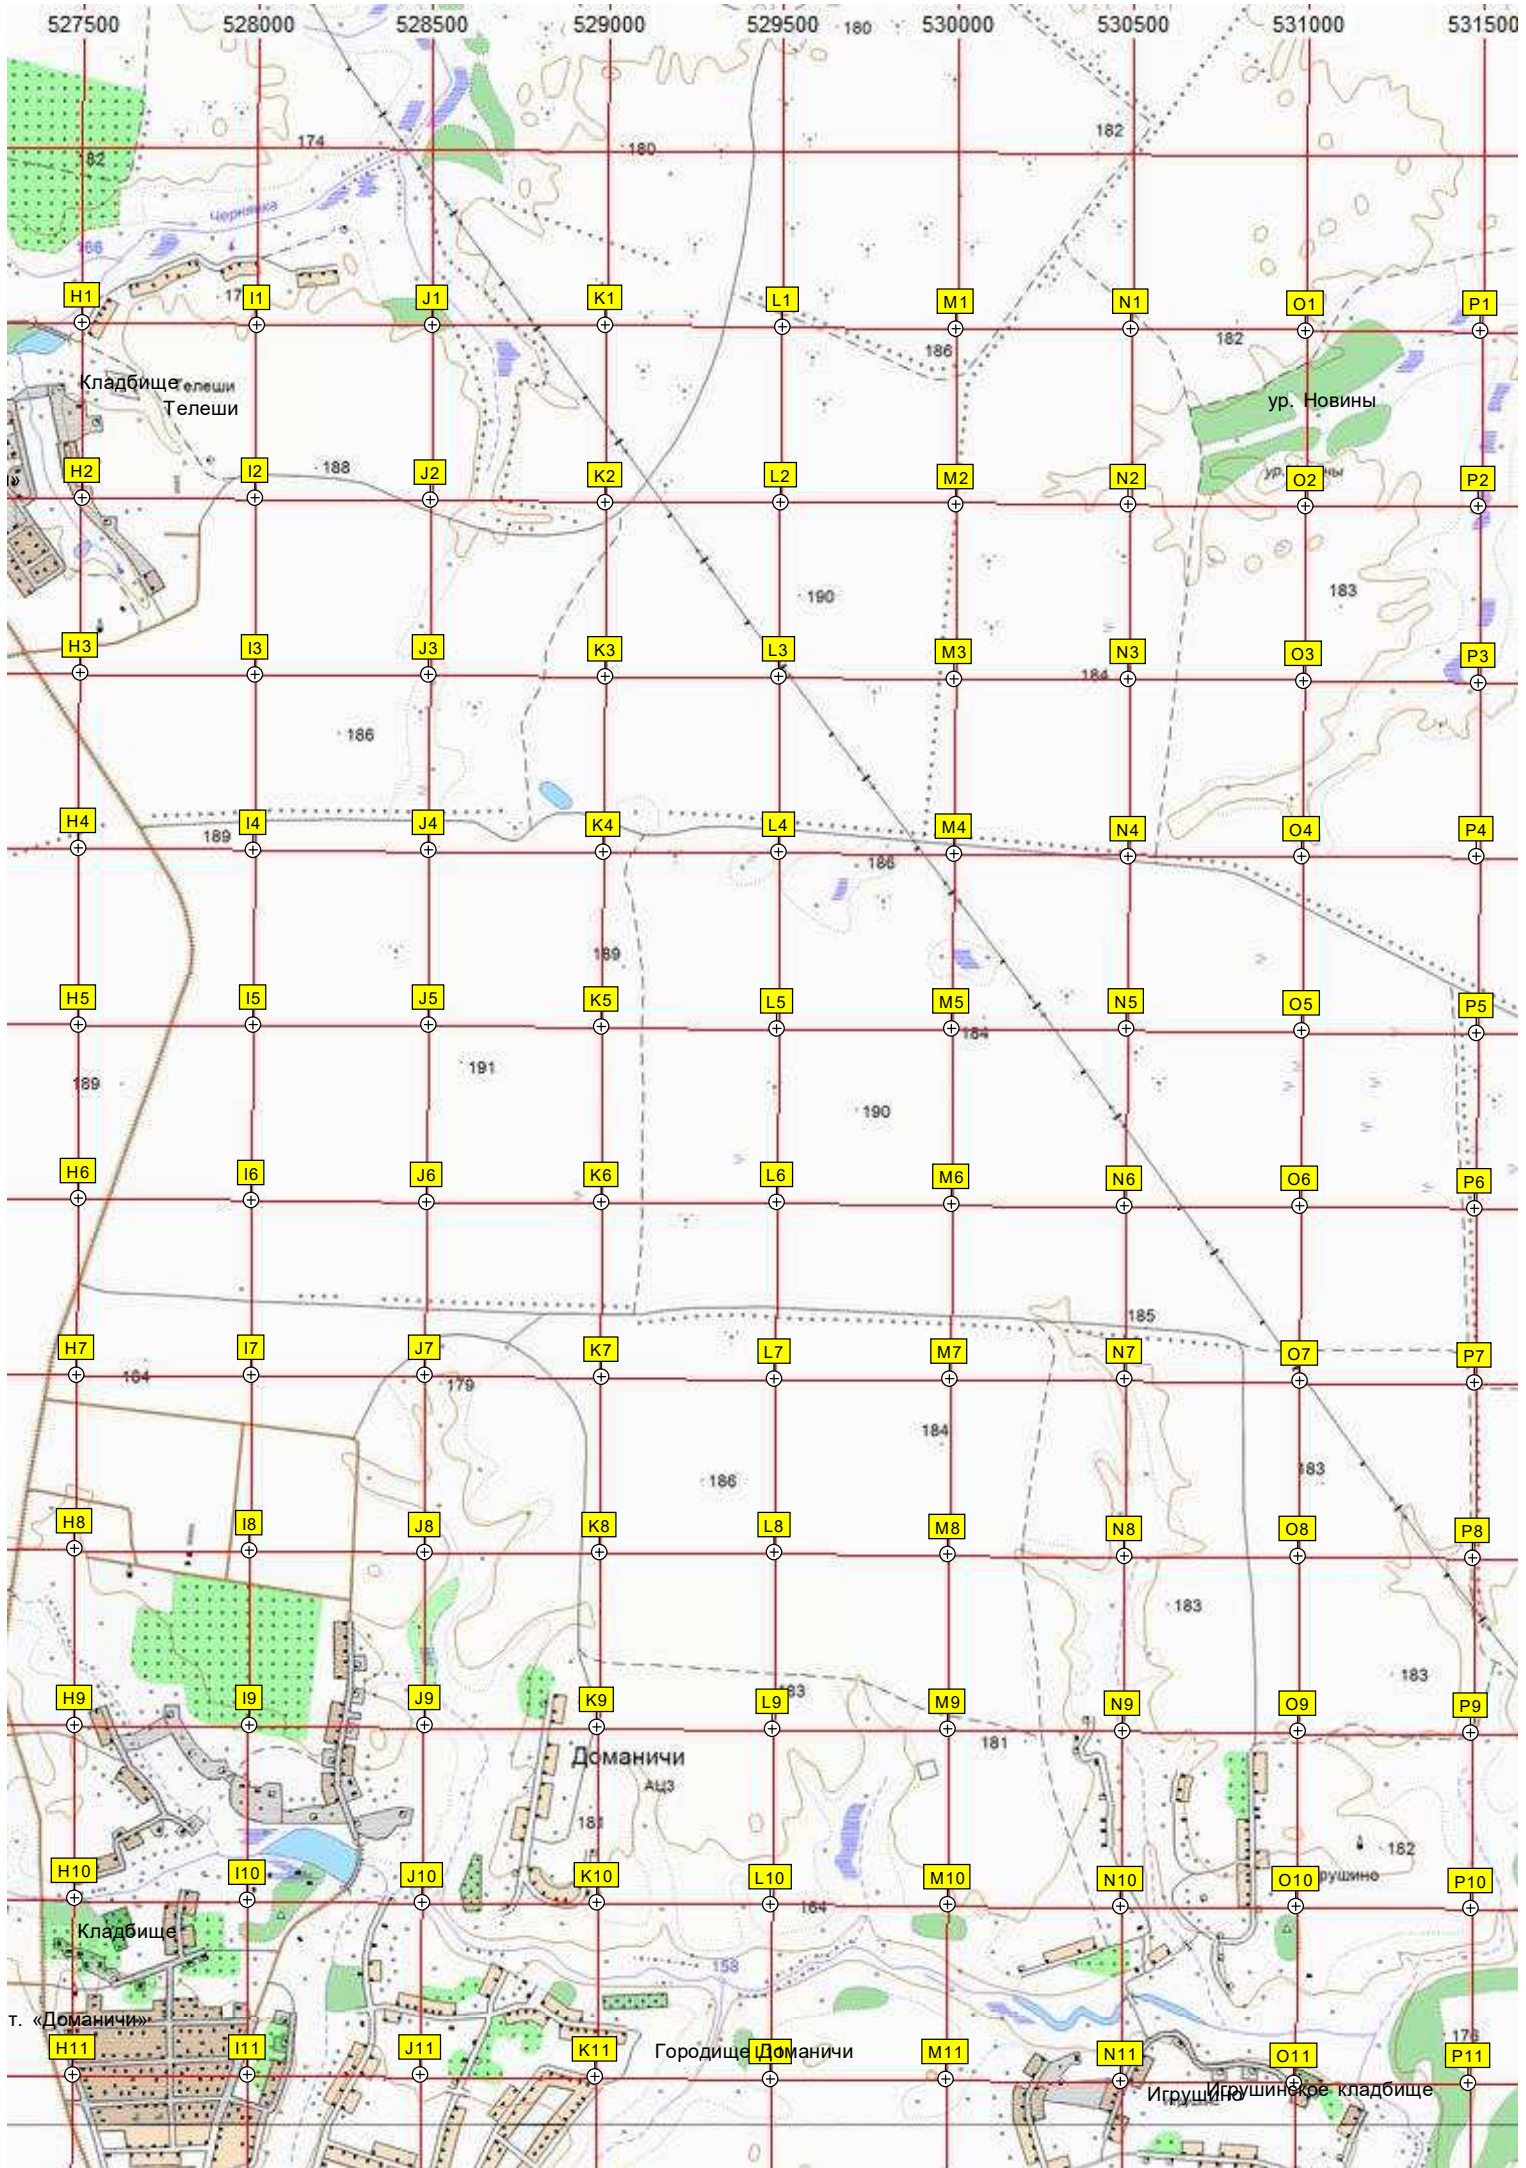 527500 528000 528500 529000 529500 530000 530500 531000 531500
180
174
180
182
82
Чернявка
166
H1 I1 J1 K1 L1 M1 N1 O1 P1
186
182
Кладбище
Телеши
ур. Новины
188
H2 I2 J2 K2 L2 M2 N2 O2 P2
190
183
H3 I3 J3 K3 L3 M3 N3 O3 P3
184
186
H4 I4 J4 K4 L4 M4 N4 O4 P4
189
186
189
H5 I5 J5 K5 L5 M5 N5 O5 P5
184
191
189
190
H6 I6 J6 K6 L6 M6 N6 O6 P6
185
H7 I7 J7 K7 L7 M7 N7 O7 P7
184
179
184
186
183
H8 I8 J8 K8 L8 M8 N8 O8 P8
183
183
H9 I9 J9 K9 L9 M9 N9 O9 P9
83
181
Доманичи
АЦЗ
181
182
H10 I10 J10 K10 L10 M10 N10 O10 P10
рушино
164
Кладбище
158
т. «Доманичи»
H11 I11 J11 K11 L11 M11 N11 O11 P11
Городище Доманичи
Игрушино
Игрушинское кладбище